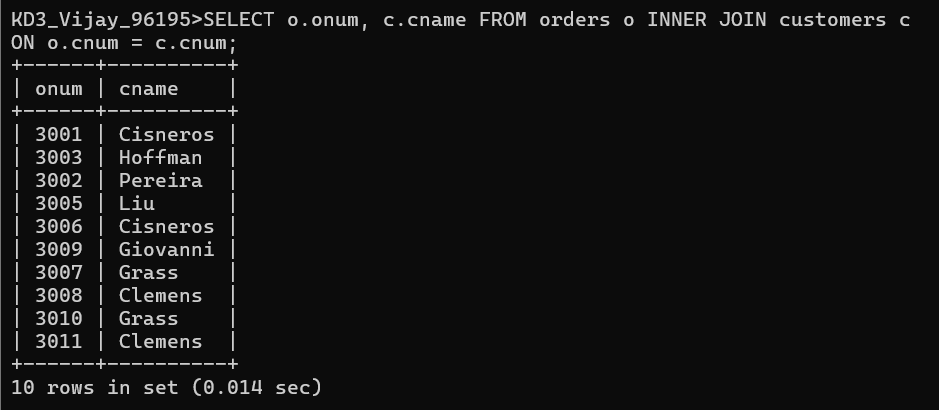 KD3_Vijay_96195>SELECT o.onum, c.cname FROM orders o INNER JOIN customers c
ON o.cnum = c.cnum;
+------+----------+
| onum | cname    |
+------+----------+
| 3001 | Cisneros |
| 3003 | Hoffman  |
| 3002 | Pereira  |
| 3005 | Liu      |
| 3006 | Cisneros |
| 3009 | Giovanni |
| 3007 | Grass    |
| 3008 | Clemens  |
| 3010 | Grass    |
| 3011 | Clemens  |
+------+----------+
10 rows in set (0.014 sec)